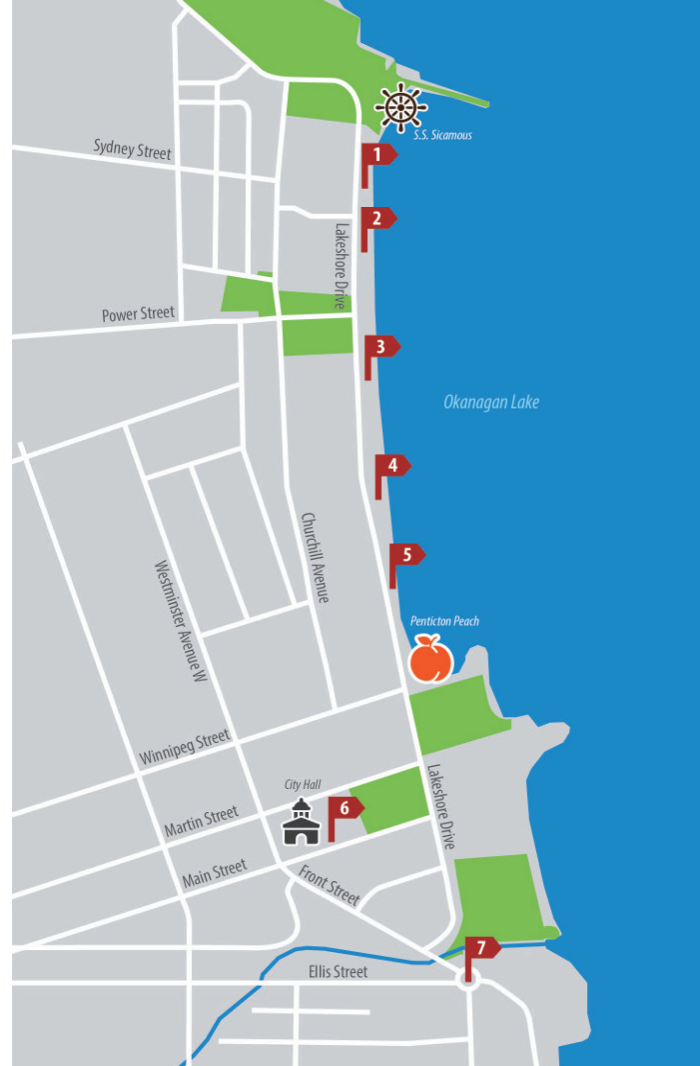 S.S. Sicamous
1
Sydney Street
2
Lakeshore Drive
Power Street
3
Okanagan Lake
4
Churchill Avenue
5
Westminster Avenue W
Penticton Peach
Winnipeg Street
City Hall
Lakeshore Drive
6
Martin Street
Main Street
Front Street
7
Ellis Street